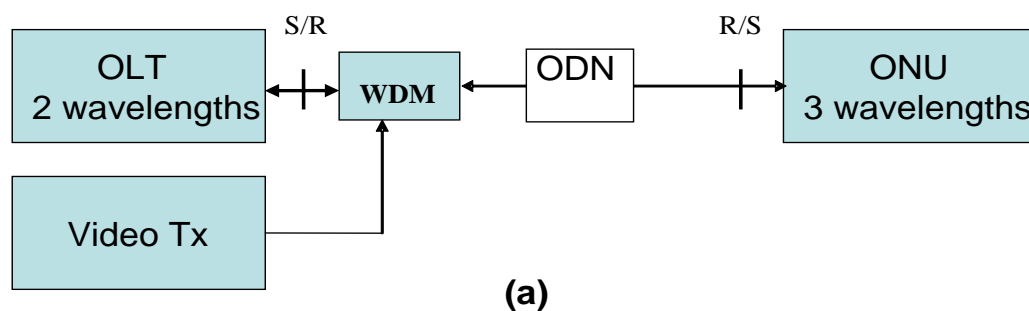 S/R
R/S
OLT
2 wavelengths
WDM
ODN
ONU
3 wavelengths
Video Tx
(a)